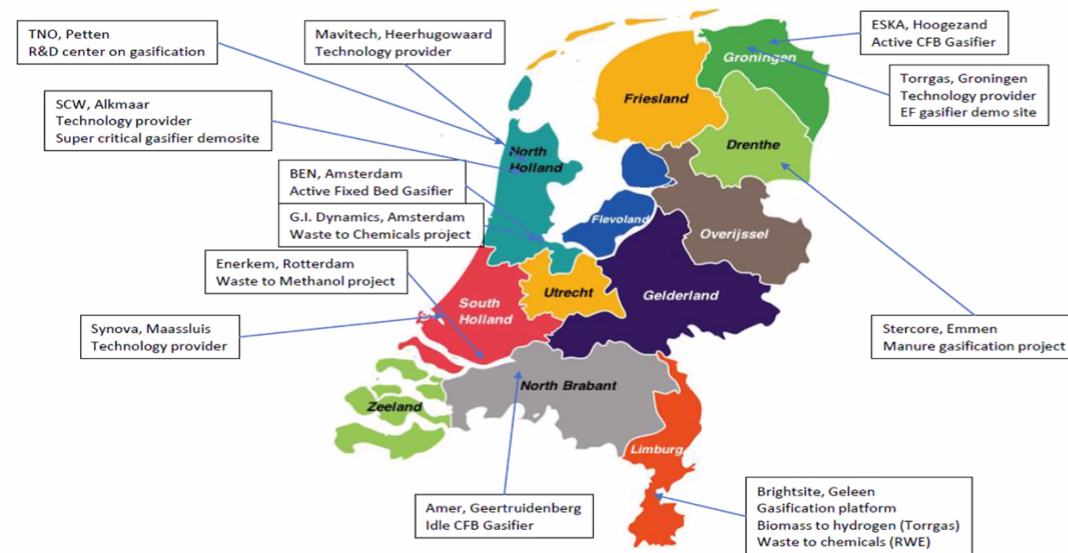 TNO, Petten
R&D center on gasification
Mavitech, Heerhugowaard
Technology provider
ESKA, Hoogezand
Active CFB Gasifier
Groningen
Torrgas, Groningen
Technology provider
EF gasifier demo site
SCW, Alkmaar
Technology provider
Super critical gasifier demosite
Friesland
North
Holland
Drenthe
BEN, Amsterdam
Active Fixed Bed Gasifier
G.I. Dynamics, Amsterdam
Waste to Chemicals project
Flevoland
Overijssel
Enerkem, Rotterdam
Waste to Methanol project
Utrecht
Gelderland
South
Holland
Synova, Maassluis
Technology provider
Stercore, Emmen
Manure gasification project
North Brabant
Zeeland
Limburg
Amer, Geertruidenberg
Idle CFB Gasifier
Brightsite, Geleen
Gasification platform
Biomass to hydrogen (Torrgas)
Waste to chemicals (RWE)